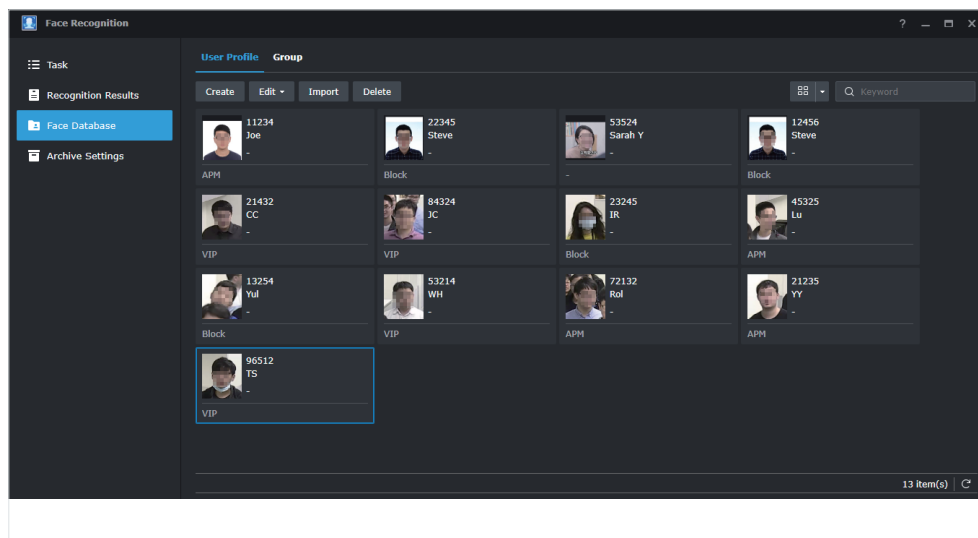 Face Recognition
?
Task
Recognition Results
Face Database
Archive Settings
User Profile Group
Create Edit Import Delete
Keyword
11234
Joe
-
APM
22345
Steve
-
Block
53524
Sarah Y
-
-
12456
Steve
-
Block
21432
CC
-
VIP
84324
JC
-
VIP
23245
IR
-
Block
45325
Lu
-
APM
13254
Yul
-
Block
53214
WH
-
VIP
72132
Rol
-
APM
21235
YY
-
APM
96512
TS
-
VIP
13 item(s)